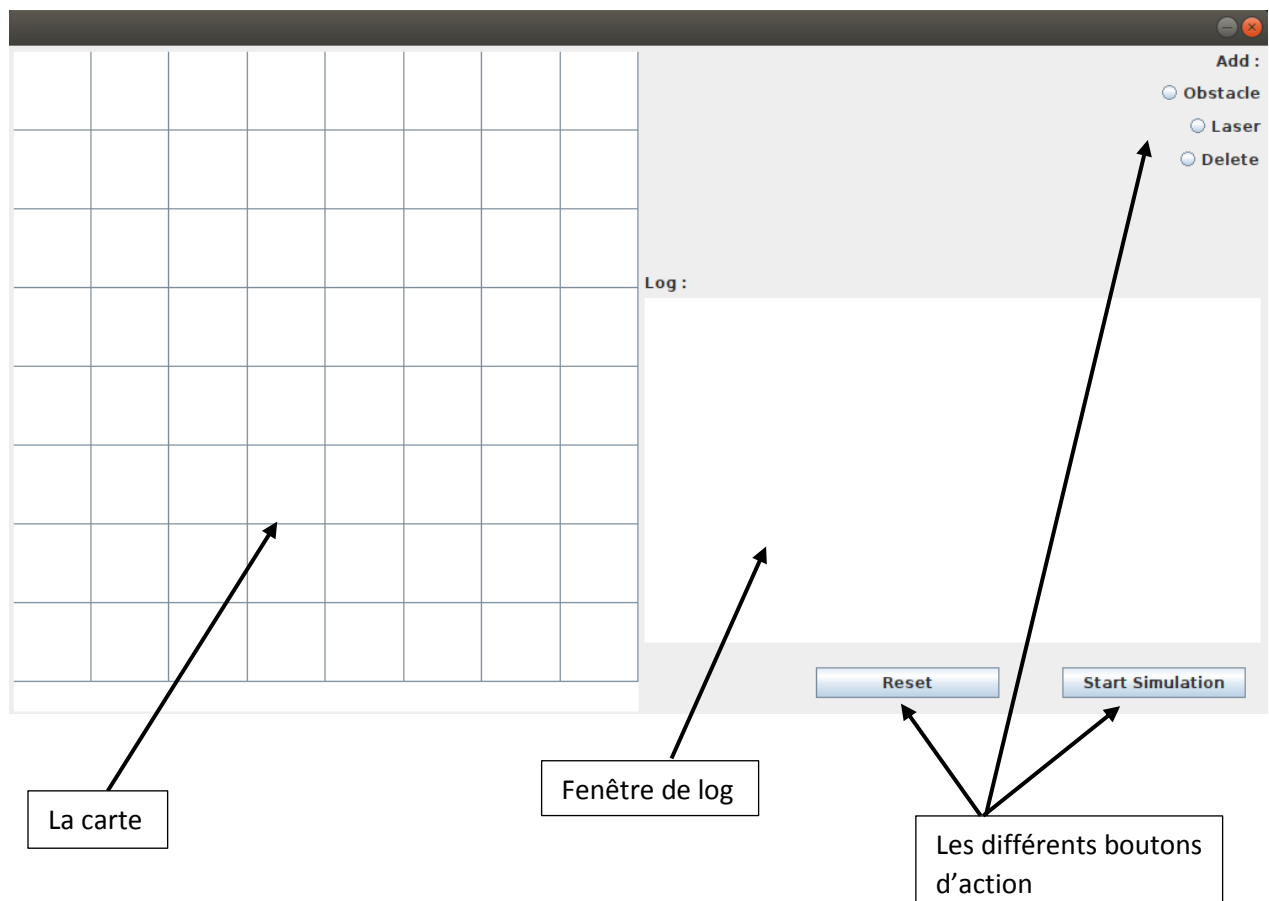 Add :
Obstacle
Laser
Delete
Log :
Reset
Start Simulation
La carte
Fenêtre de log
Les différents boutons
d’action